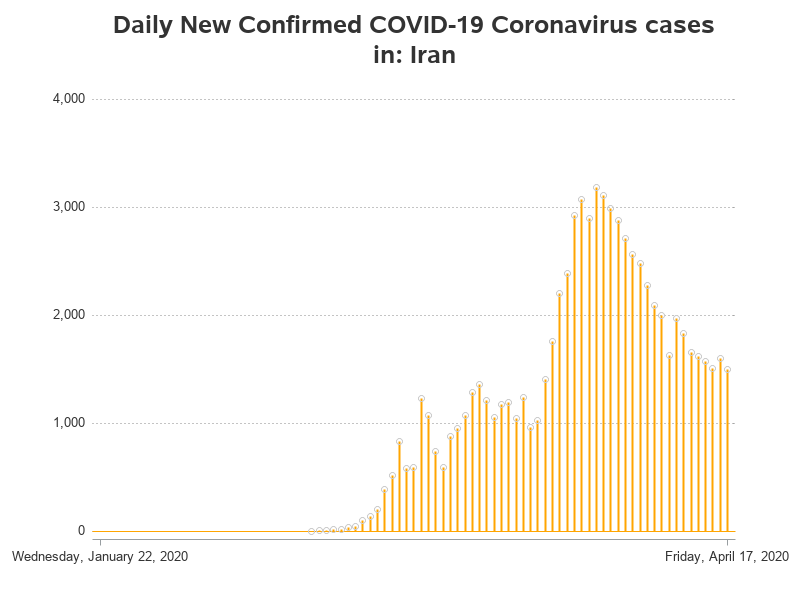 Daily New Confirmed COVID-19 Coronavirus cases
in: Iran
4,000
3,000
2,000
1,000
0
Wednesday, January 22, 2020
Friday, April 17, 2020